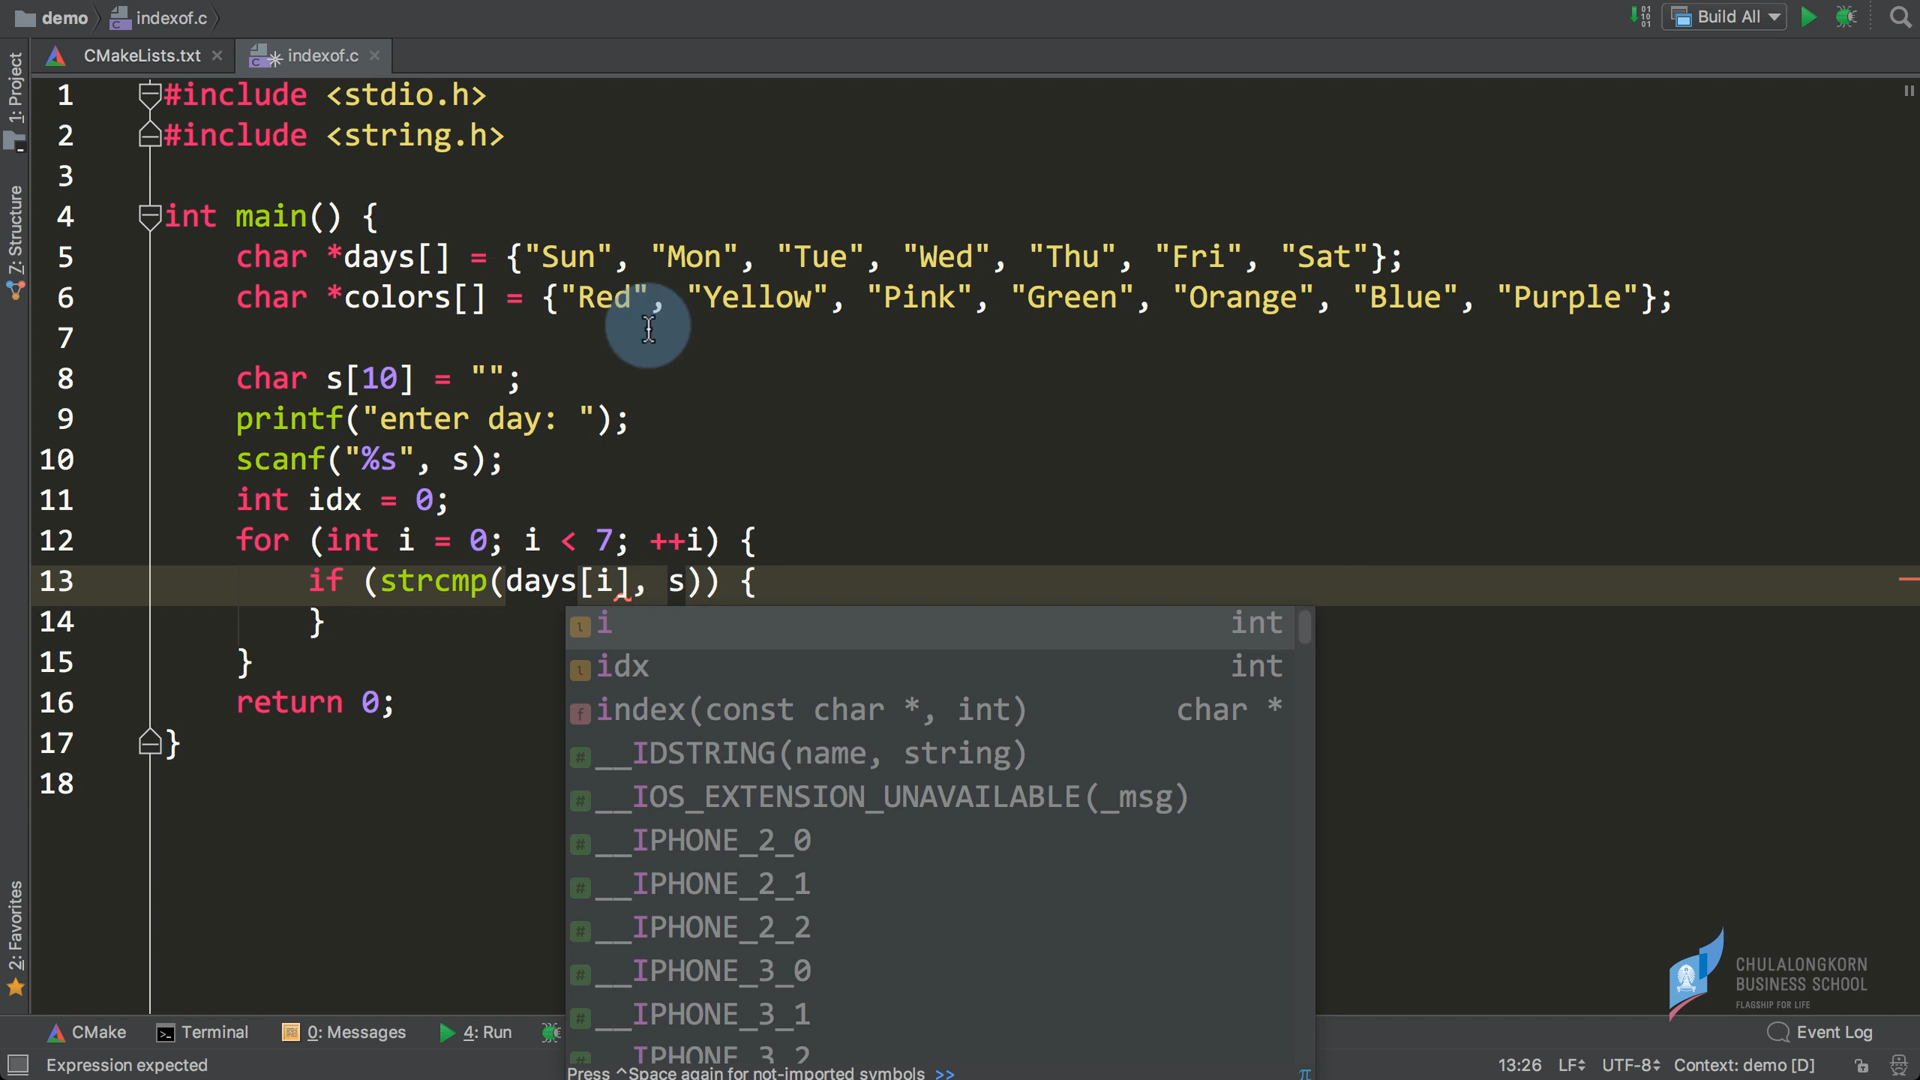 demo indexof.c
Build All
CMakeLists.txt indexof.c
1: Project
7: Structure
2: Favorites
1 #include <stdio.h>
2 #include <string.h>
3
4 int main() {
5 char *days[] = {"Sun", "Mon", "Tue", "Wed", "Thu", "Fri", "Sat"};
6 char *colors[] = {"Red", "Yellow", "Pink", "Green", "Orange", "Blue", "Purple"};
7
8 char s[10] = "";
9 printf("enter day: ");
10 scanf("%s", s);
11 int idx = 0;
12 for (int i = 0; i < 7; ++i) {
13 if (strcmp(days[i], s)) {
14 }
15 }
16 return 0;
17 }
18
i int
idx int
index(const char *, int) char *
__IDSTRING(name, string)
__IOS_EXTENSION_UNAVAILABLE(_msg)
__IPHONE_2_0
__IPHONE_2_1
__IPHONE_2_2
__IPHONE_3_0
__IPHONE_3_1
__IPHONE_3_2
Press ^Space again for not-imported symbols >> π
CHULALONGKORN
BUSINESS SCHOOL
FLAGSHIP FOR LIFE
CMake Terminal 0: Messages 4: Run Event Log
Expression expected 13:26 LF UTF-8 Context: demo [D]